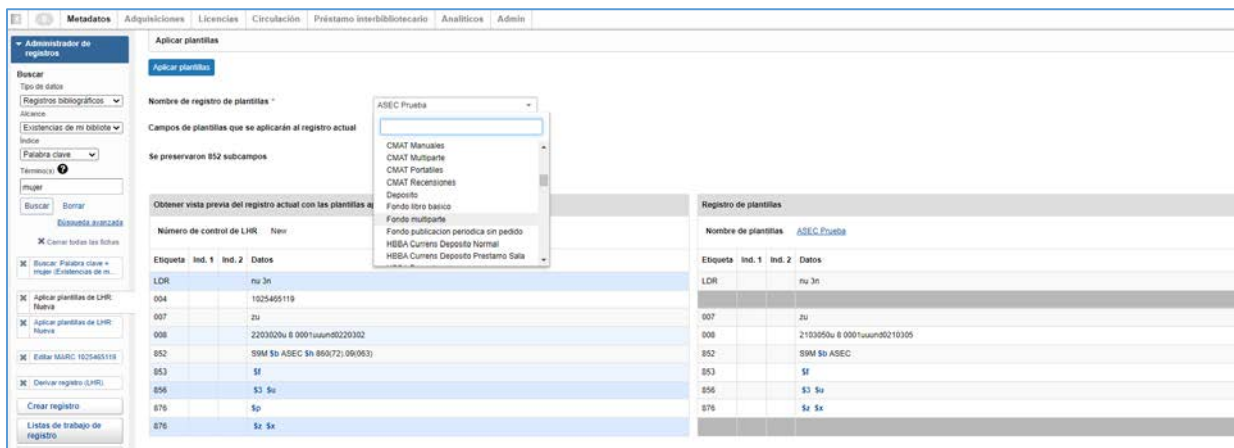 Metadatos Adquisiciones Licencias Circulación Préstamo interbibliotecario Analíticos Admin
Administrador de registros
Buscar
Tipo de datos
Registros bibliográficos
Alcance
Existencias de mi bibliote
Índice
Palabra clave
Término(s)
mujer
Buscar Borrar
Búsqueda avanzada
Cerrar todas las fichas
Buscar: Palabra clave = mujer (Existencias de m...
Aplicar plantillas de LHR: Nueva
Aplicar plantillas de LHR: Nueva
Editar MARC 1025465119
Derivar registro (LHR)
Crear registro
Listas de trabajo de registro
Aplicar plantillas
Aplicar plantillas
Nombre de registro de plantillas *
ASEC Prueba
Campos de plantillas que se aplicarán al registro actual
Se preservaron 852 subcampos
CMAT Manuales
CMAT Multiparte
CMAT Portatiles
CMAT Recensiones
Deposito
Fondo libro basico
Fondo multiparte
Fondo publicacion periodica sin pedido
HBBA Currens Deposito Normal
HBBA Currens Deposito Prestamo Sala
Obtener vista previa del registro actual con las plantillas ap
Número de control de LHR New
Etiqueta Ind. 1 Ind. 2 Datos
LDR nu 3n
004 1025465119
007 zu
008 2203020u 8 0001uuund0220302
852 S9M $b ASEC $h 860(72).09(063)
853 $f
856 $3 $u
876 $p
876 $z $x
Registro de plantillas
Nombre de plantillas ASEC Prueba
Etiqueta Ind. 1 Ind. 2 Datos
LDR nu 3n
007 zu
008 2103050u 8 0001uuund0210305
852 S9M $b ASEC
853 $f
856 $3 $u
876 $z $x